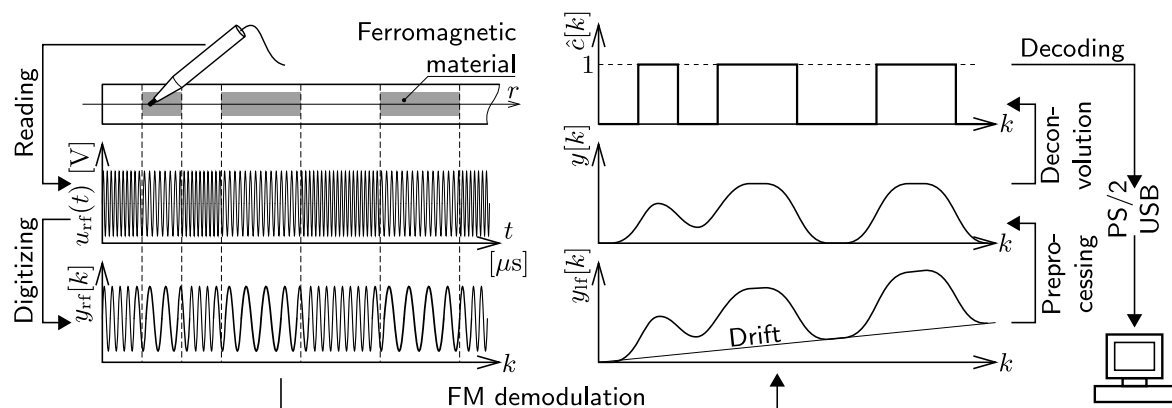 Ferromagnetic
material
r
Reading
u_rf(t) [V]
t
[μs]
Digitizing
y_rf[k]
k
FM demodulation
ĉ[k]
1
k
Decoding
y[k]
k
Decon-
volution
y_lf[k]
Drift
k
Prepro-
cessing
PS/2
USB